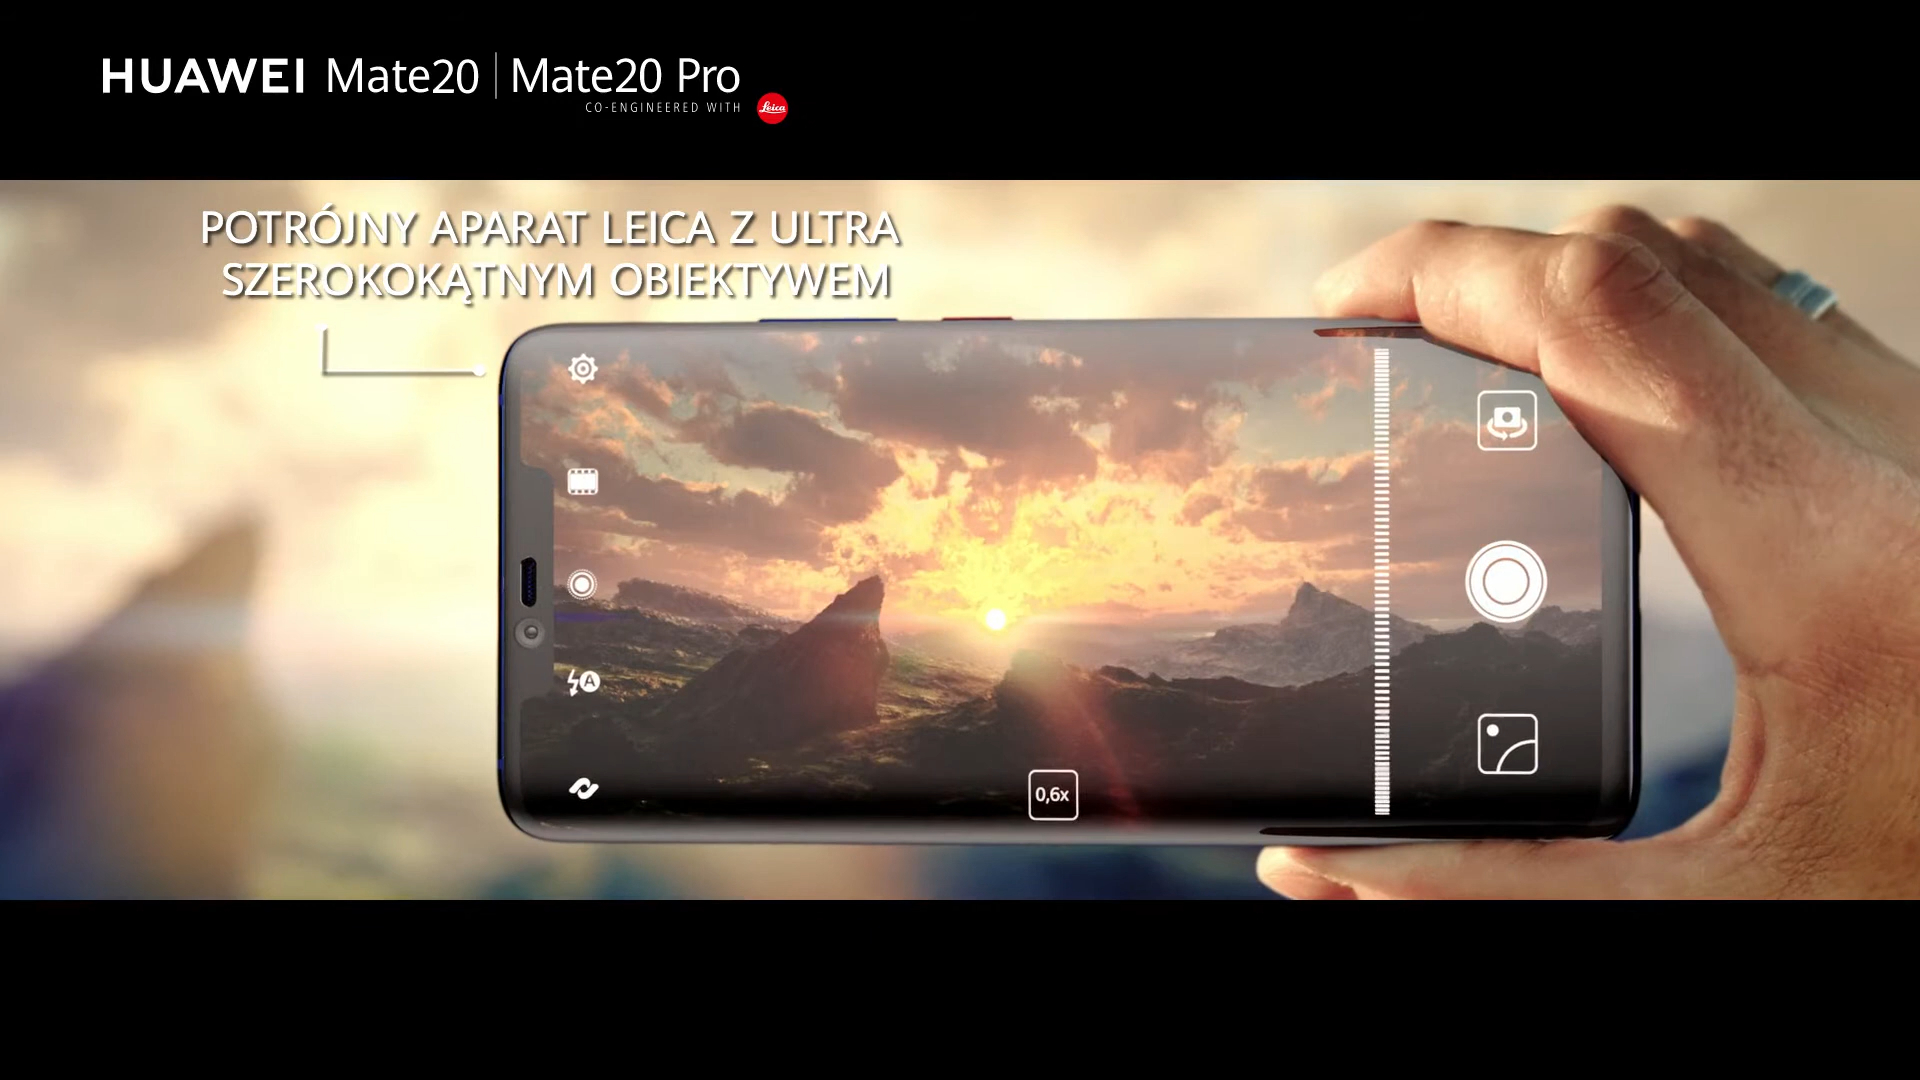 HUAWEI Mate20 | Mate20 Pro
CO-ENGINEERED WITH Leica
POTRÓJNY APARAT LEICA Z ULTRA
SZEROKOKĄTNYM OBIEKTYWEM
A
0,6x